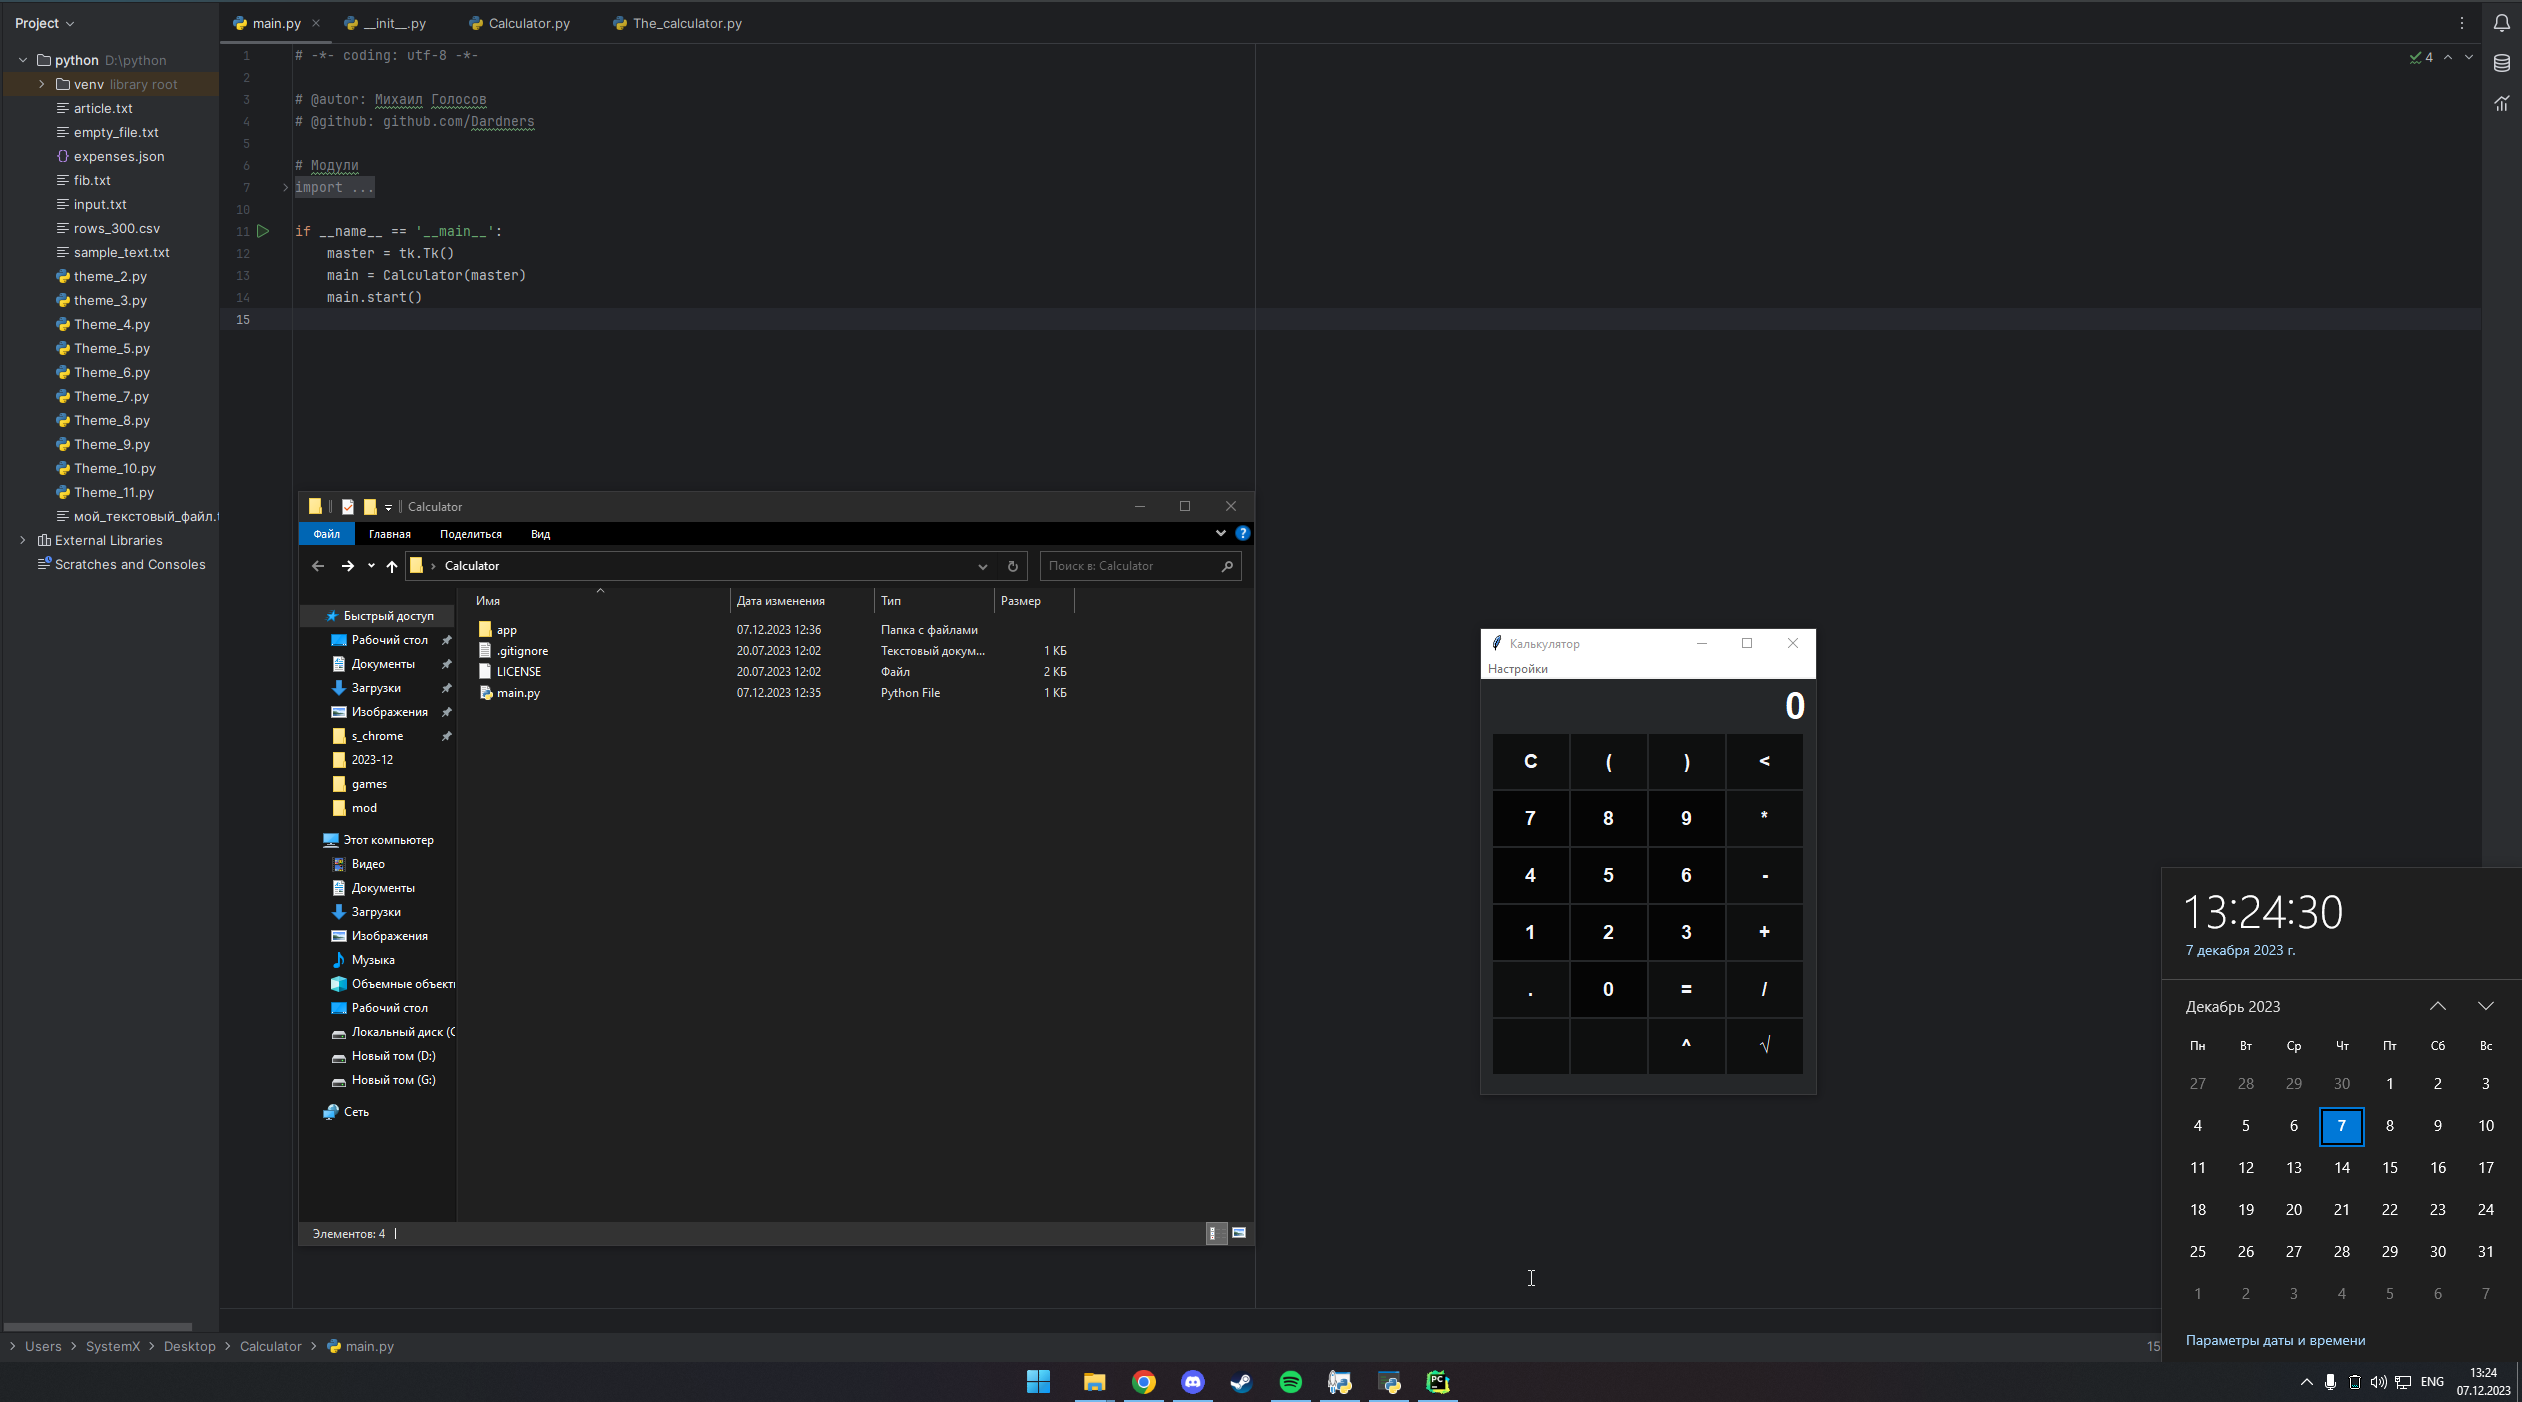 Project
main.py
__init__.py
Calculator.py
The_calculator.py
python D:\python
venv library root
article.txt
empty_file.txt
expenses.json
fib.txt
input.txt
rows_300.csv
sample_text.txt
theme_2.py
theme_3.py
Theme_4.py
Theme_5.py
Theme_6.py
Theme_7.py
Theme_8.py
Theme_9.py
Theme_10.py
Theme_11.py
мой_текстовый_файл.t
External Libraries
Scratches and Consoles
1 # -*- coding: utf-8 -*-
2
3 # @autor: Михаил Голосов
4 # @github: github.com/Dardners
5
6 # Модули
7 import ...
10
11 if __name__ == '__main__':
12 master = tk.Tk()
13 main = Calculator(master)
14 main.start()
15
4
Calculator
Файл Главная Поделиться Вид
Calculator
Поиск в: Calculator
Быстрый доступ
Рабочий стол
Документы
Загрузки
Изображения
s_chrome
2023-12
games
mod
Этот компьютер
Видео
Документы
Загрузки
Изображения
Музыка
Объемные объект
Рабочий стол
Локальный диск (C
Новый том (D:)
Новый том (G:)
Сеть
Имя Дата изменения Тип Размер
app 07.12.2023 12:36 Папка с файлами
.gitignore 20.07.2023 12:02 Текстовый докум... 1 КБ
LICENSE 20.07.2023 12:02 Файл 2 КБ
main.py 07.12.2023 12:35 Python File 1 КБ
Элементов: 4
Калькулятор
Настройки
0
C ( ) <
7 8 9 *
4 5 6 -
1 2 3 +
. 0 = /
^ √
13:24:30
7 декабря 2023 г.
Декабрь 2023
Пн Вт Ср Чт Пт Сб Вс
27 28 29 30 1 2 3
4 5 6 7 8 9 10
11 12 13 14 15 16 17
18 19 20 21 22 23 24
25 26 27 28 29 30 31
1 2 3 4 5 6 7
Параметры даты и времени
Users > SystemX > Desktop > Calculator > main.py
15
PC
ENG
13:24
07.12.2023